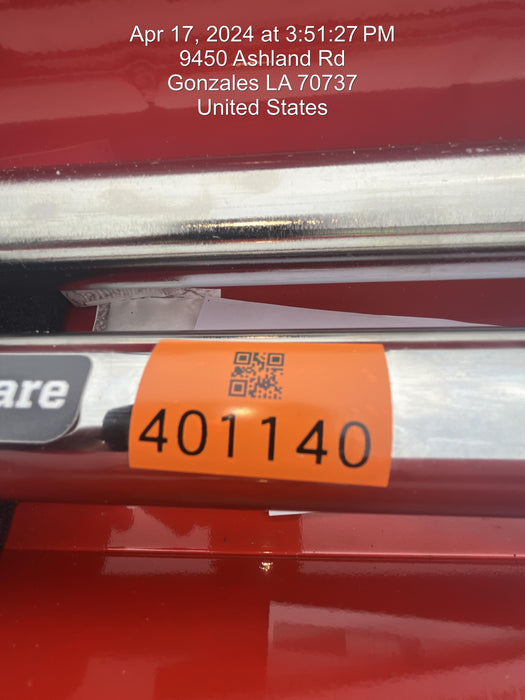 Apr 17, 2024 at 3:51:27 PM
9450 Ashland Rd
Gonzales LA 70737
United States
are
401140